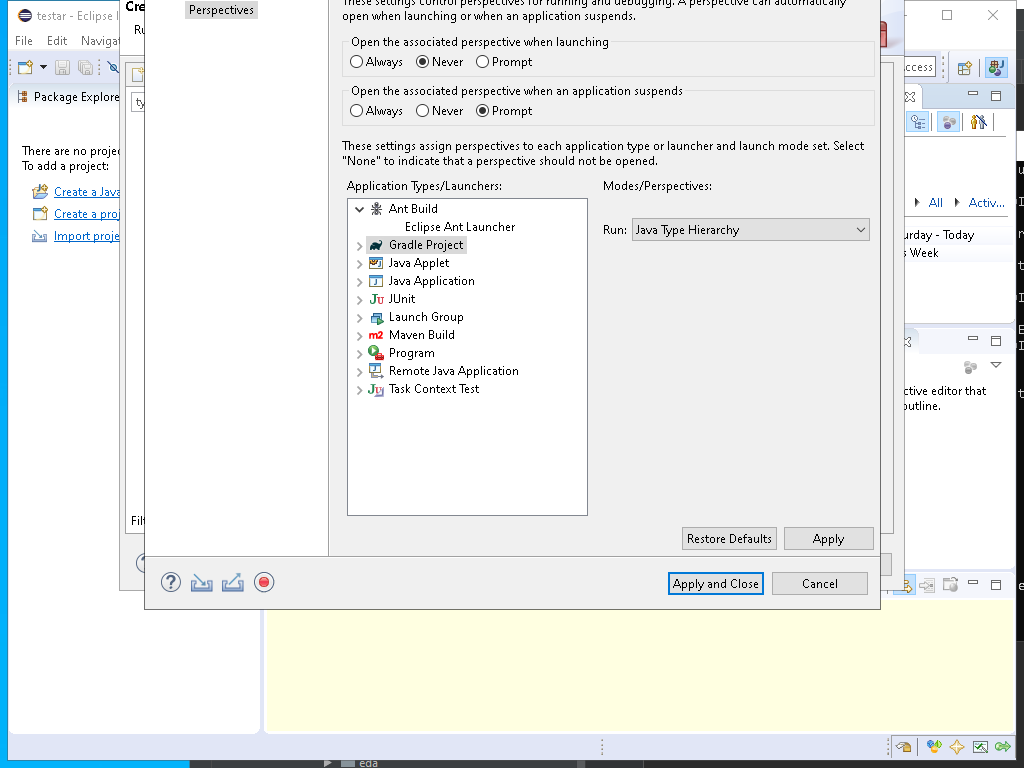 testar - Eclipse I
Cre
Perspectives
These settings control perspectives for running and debugging. A perspective can automatically
open when launching or when an application suspends.
File Edit Navigat
Ru
Open the associated perspective when launching
Always Never Prompt
ccess
Package Explore
ty
Open the associated perspective when an application suspends
Always Never Prompt
These settings assign perspectives to each application type or launcher and launch mode set. Select
"None" to indicate that a perspective should not be opened.
There are no proje
To add a project:
Create a Java
Create a proj
Import proje
Application Types/Launchers:
Modes/Perspectives:
Ant Build
Eclipse Ant Launcher
Gradle Project
Java Applet
Java Application
JUnit
Launch Group
Maven Build
Program
Remote Java Application
Task Context Test
Run: Java Type Hierarchy
All Activ...
urday - Today
s Week
ctive editor that
outline.
Filt
Restore Defaults Apply
Apply and Close Cancel
eda